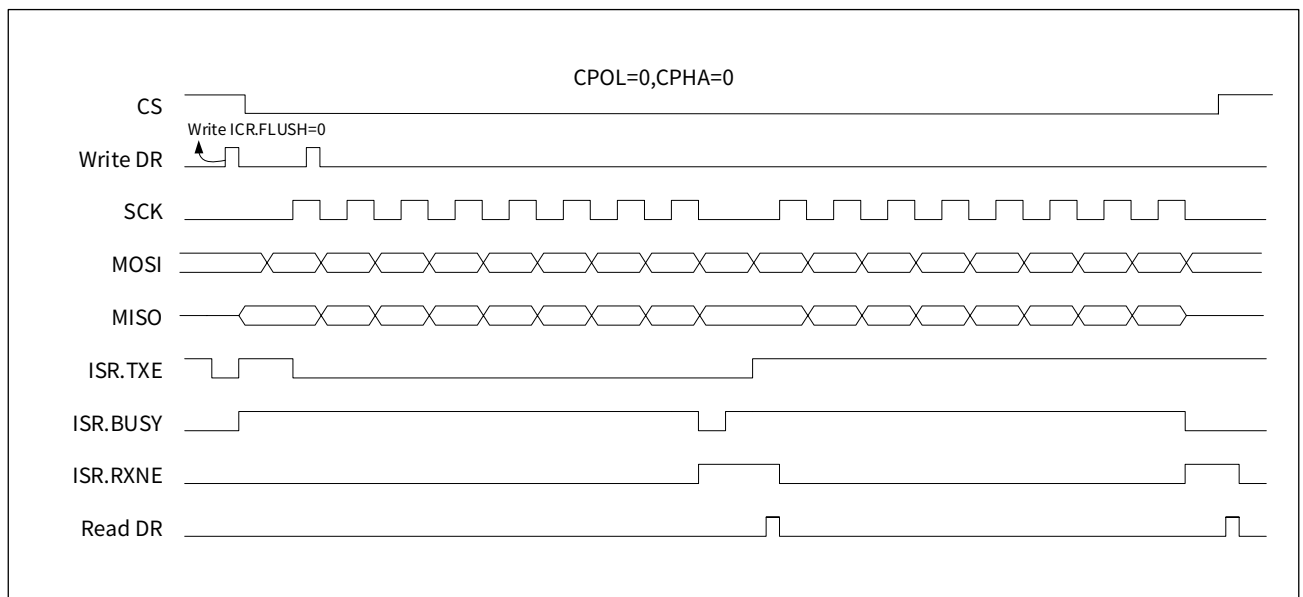 CPOL=0,CPHA=0
CS
Write ICR.FLUSH=0
Write DR
SCK
MOSI
MISO
ISR.TXE
ISR.BUSY
ISR.RXNE
Read DR